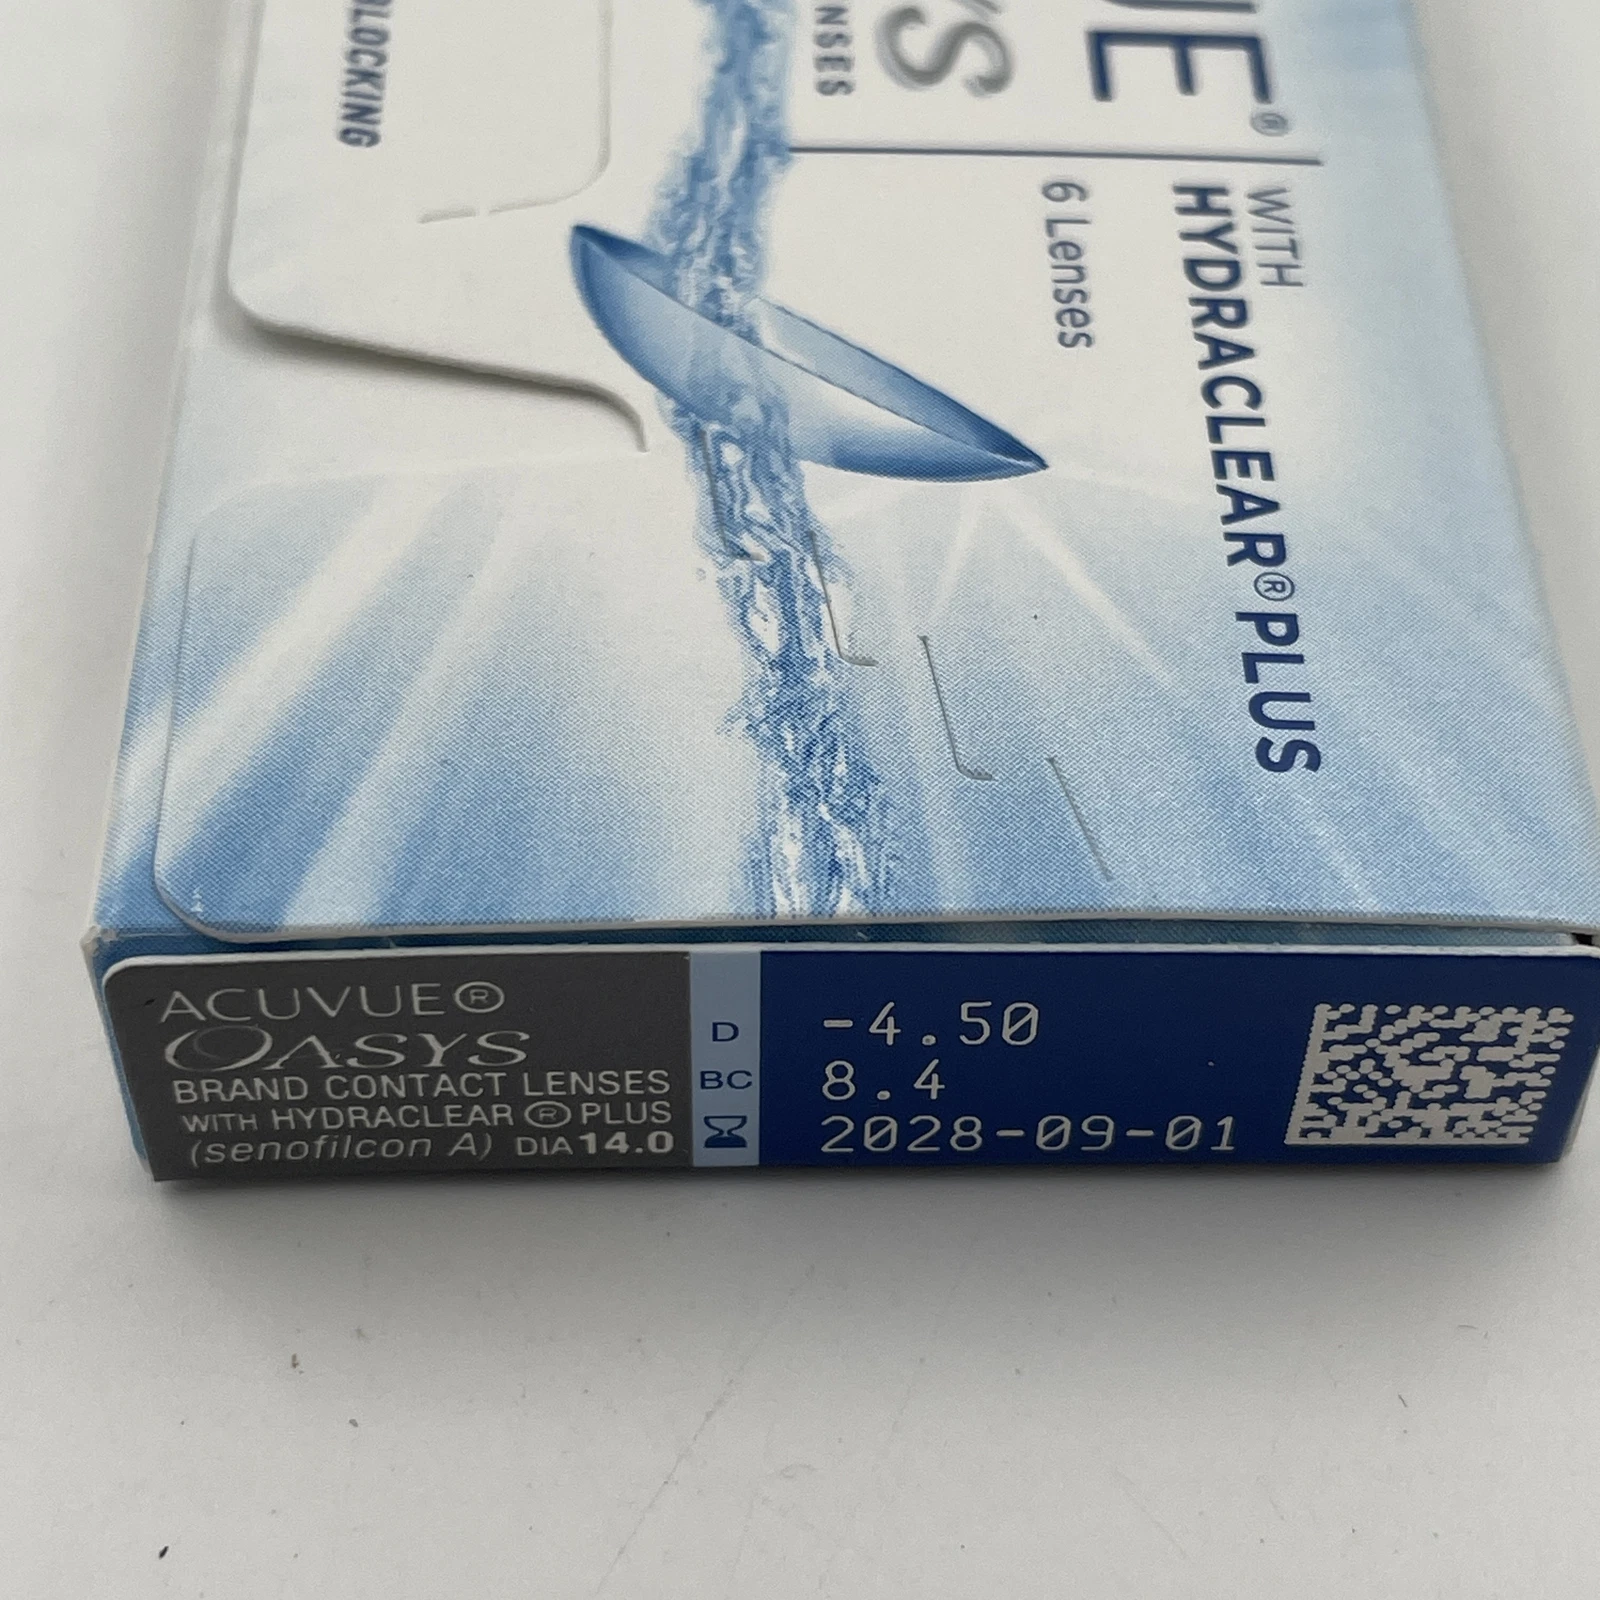 WITH
HYDRACLEAR®PLUS
6 Lenses
ACUVUE®
OASYS
BRAND CONTACT LENSES
WITH HYDRACLEAR® PLUS
(senofilcon A) DIA 14.0
D -4.50
BC 8.4
2028-09-01